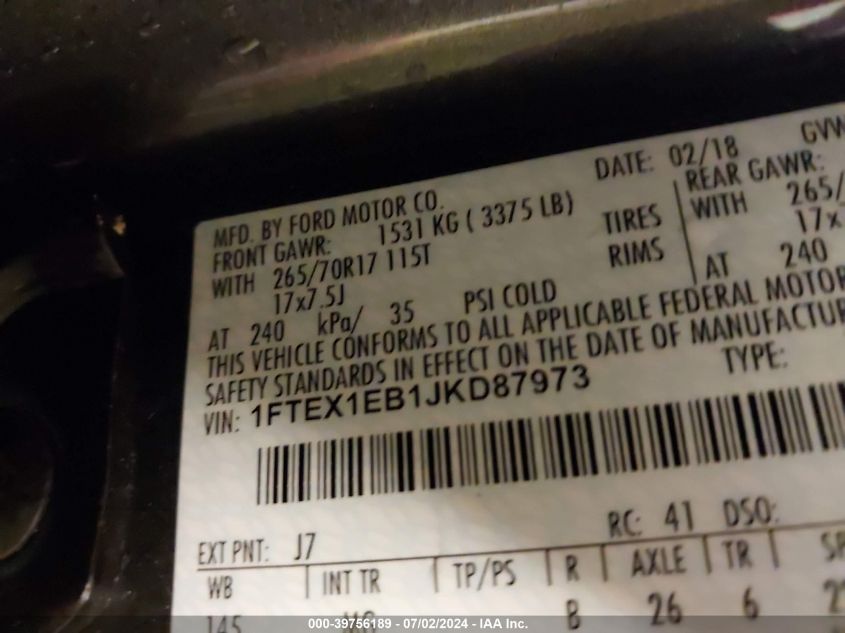 DATE: 02/18 GVW
MFD. BY FORD MOTOR CO.
FRONT GAWR: 1531 KG ( 3375 LB)
REAR GAWR:
WITH 265/70R17 115T TIRES
WITH 265/
17x7.5J RIMS
17x
AT 240 kPa/ 35 PSI COLD
AT 240
THIS VEHICLE CONFORMS TO ALL APPLICABLE FEDERAL MOTOR
SAFETY STANDARDS IN EFFECT ON THE DATE OF MANUFACTUR
VIN: 1FTEX1EB1JKD87973 TYPE:
EXT PNT: J7 RC: 41 DSO:
WB INT TR TP/PS R AXLE TR SP
145 B 26 6
000-39756189 - 07/02/2024 - IAA Inc.